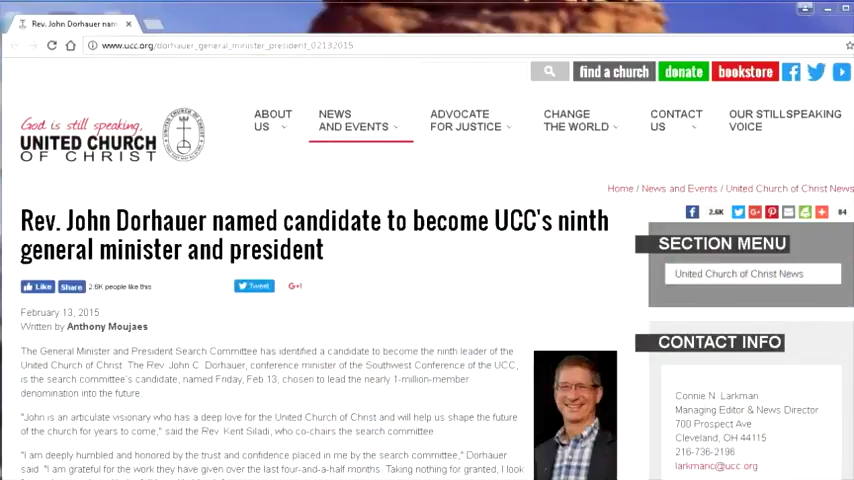 Rev. John Dorhauer nam
www.ucc.org/dorhauer_general_minister_president_02132015
find a church
donate
bookstore
God is still speaking,
UNITED CHURCH
OF CHRIST
ABOUT
US
NEWS
AND EVENTS
ADVOCATE
FOR JUSTICE
CHANGE
THE WORLD
CONTACT
US
OUR STILLSPEAKING
VOICE
Home / News and Events / United Church of Christ News
2.6K
84
Rev. John Dorhauer named candidate to become UCC's ninth
general minister and president
Like
Share
2.6K people like this
Tweet
G+1
February 13, 2015
Written by Anthony Moujaes
The General Minister and President Search Committee has identified a candidate to become the ninth leader of the
United Church of Christ. The Rev. John C. Dorhauer, conference minister of the Southwest Conference of the UCC,
is the search committee's candidate, named Friday, Feb 13, chosen to lead the nearly 1-million-member
denomination into the future.
"John is an articulate visionary who has a deep love for the United Church of Christ and will help us shape the future
of the church for years to come," said the Rev. Kent Siladi, who co-chairs the search committee
"I am deeply humbled and honored by the trust and confidence placed in me by the search committee," Dorhauer
said. "I am grateful for the work they have given over the last four-and-a-half months. Taking nothing for granted, I look
SECTION MENU
United Church of Christ News
CONTACT INFO
Connie N. Larkman
Managing Editor & News Director
700 Prospect Ave
Cleveland, OH 44115
216-736-2196
larkmanc@ucc.org